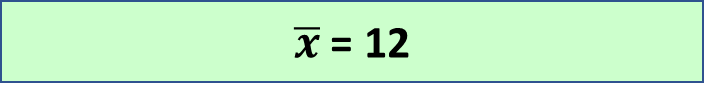 x̅ = 12